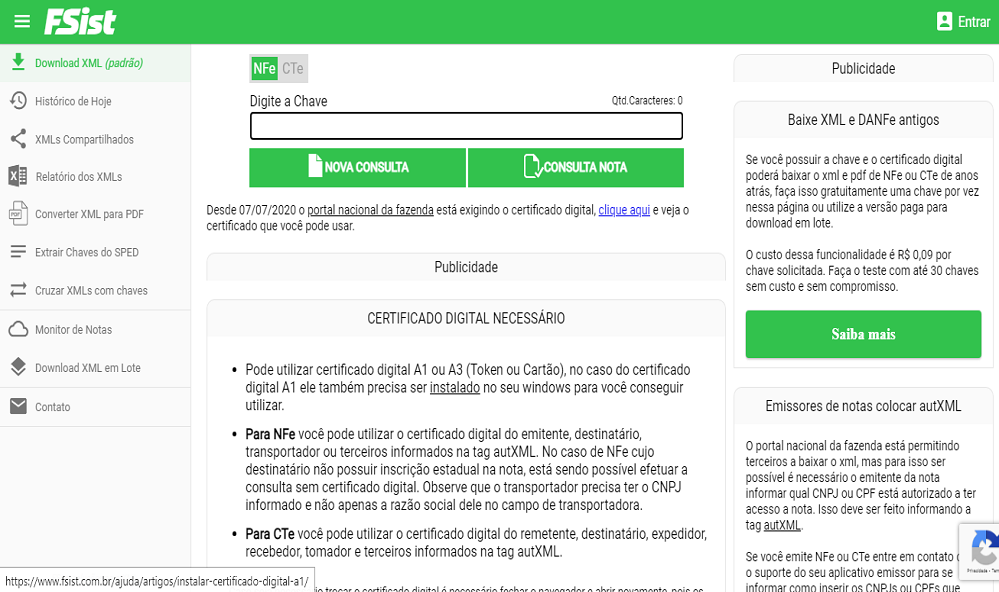 FSist
Entrar
Download XML (padrão)
Histórico de Hoje
XMLs Compartilhados
Relatório dos XMLs
Converter XML para PDF
Extrair Chaves do SPED
Cruzar XMLs com chaves
Monitor de Notas
Download XML em Lote
Contato
NFe CTe
Digite a Chave
Qtd.Caracteres: 0
NOVA CONSULTA
CONSULTA NOTA
Desde 07/07/2020 o portal nacional da fazenda está exigindo o certificado digital, clique aqui e veja o
certificado que você pode usar.
Publicidade
CERTIFICADO DIGITAL NECESSÁRIO
• Pode utilizar certificado digital A1 ou A3 (Token ou Cartão), no caso do certificado
digital A1 ele também precisa ser instalado no seu windows para você conseguir
utilizar.
• Para NFe você pode utilizar o certificado digital do emitente, destinatário,
transportador ou terceiros informados na tag autXML. No caso de NFe cujo
destinatário não possuir inscrição estadual na nota, está sendo possível efetuar a
consulta sem certificado digital. Observe que o transportador precisa ter o CNPJ
informado e não apenas a razão social dele no campo de transportadora.
• Para CTe você pode utilizar o certificado digital do remetente, destinatário, expedidor,
recebedor, tomador e terceiros informados na tag autXML.
trocar o certificado digital é necessário fechar o navegador e abrir novamente, pois os
Publicidade
Baixe XML e DANFe antigos
Se você possuir a chave e o certificado digital
poderá baixar o xml e pdf de NFe ou CTe de anos
atrás, faça isso gratuitamente uma chave por vez
nessa página ou utilize a versão paga para
download em lote.
O custo dessa funcionalidade é R$ 0,09 por
chave solicitada. Faça o teste com até 30 chaves
sem custo e sem compromisso.
Saiba mais
Emissores de notas colocar autXML
O portal nacional da fazenda está permitindo
terceiros a baixar o xml, mas para isso ser
possível é necessário o emitente da nota
informar qual CNPJ ou CPF está autorizado a ter
acesso a nota. Isso deve ser feito informando a
tag autXML.
Se você emite NFe ou CTe entre em contato
o suporte do seu aplicativo emissor para se
informar como inserir os CNPJs ou CPFs que
Privacidade - Ter
https://www.fsist.com.br/ajuda/artigos/instalar-certificado-digital-a1/